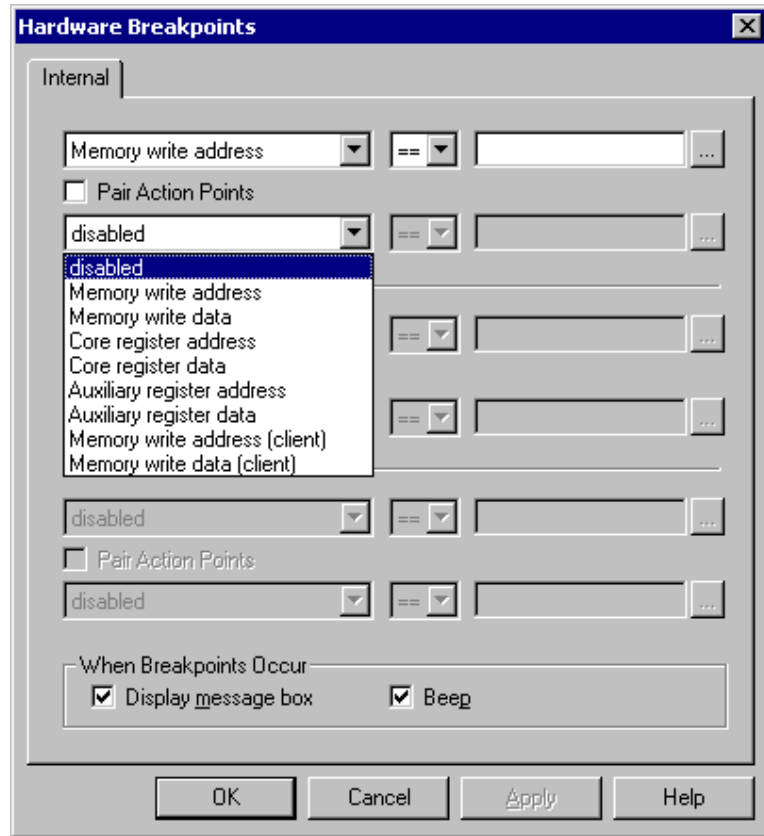 Hardware Breakpoints
Internal
Memory write address == ...
Pair Action Points
disabled == ...
disabled
Memory write address
Memory write data
Core register address
== ...
Core register data
Auxiliary register address
Auxiliary register data
== ...
Memory write address (client)
Memory write data (client)
disabled == ...
Pair Action Points
disabled == ...
When Breakpoints Occur
Display message box Beep
OK Cancel Apply Help